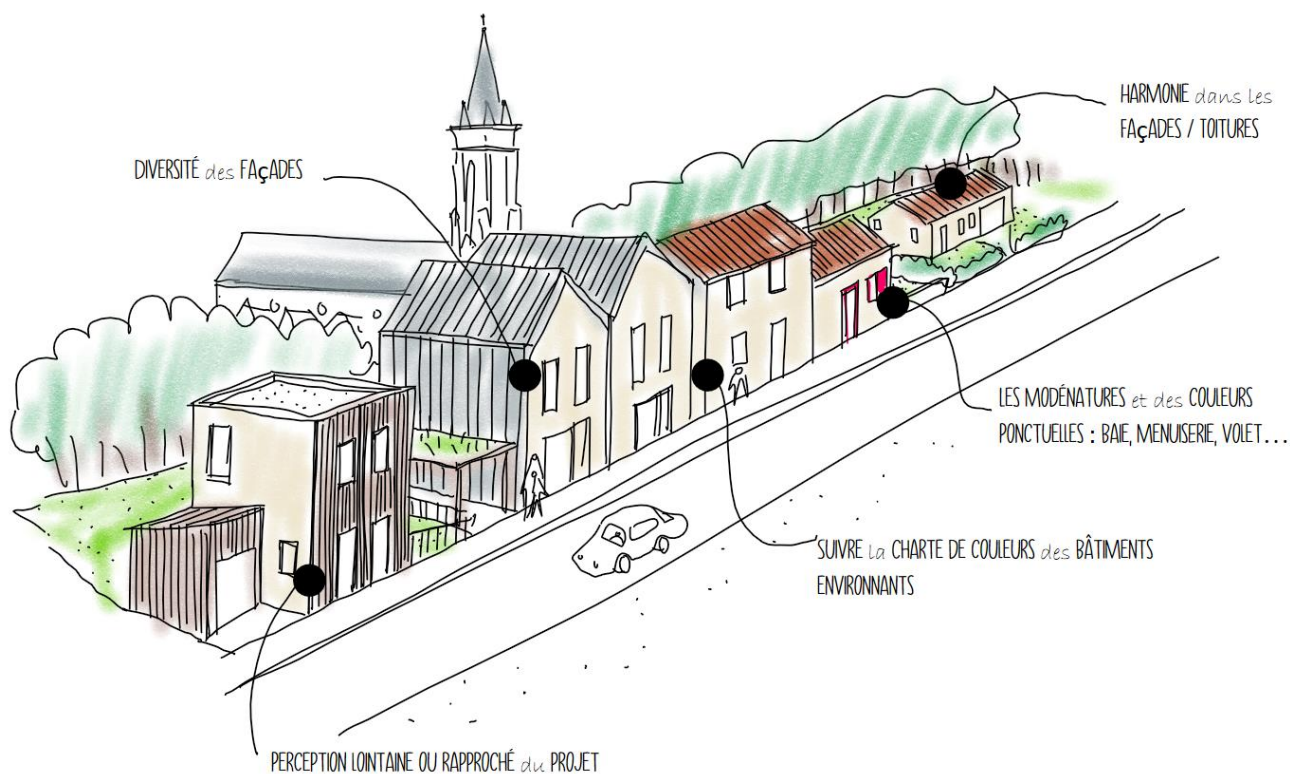 HARMONIE dans les
FAÇADES / TOITURES
DIVERSITÉ des FAÇADES
LES MODÉNATURES et des COULEURS
PONCTUELLES : BAIE, MENUISERIE, VOLET...
SUIVRE la CHARTE DE COULEURS des BÂTIMENTS
ENVIRONNANTS
PERCEPTION LOINTAINE OU RAPPROCHÉ du PROJET